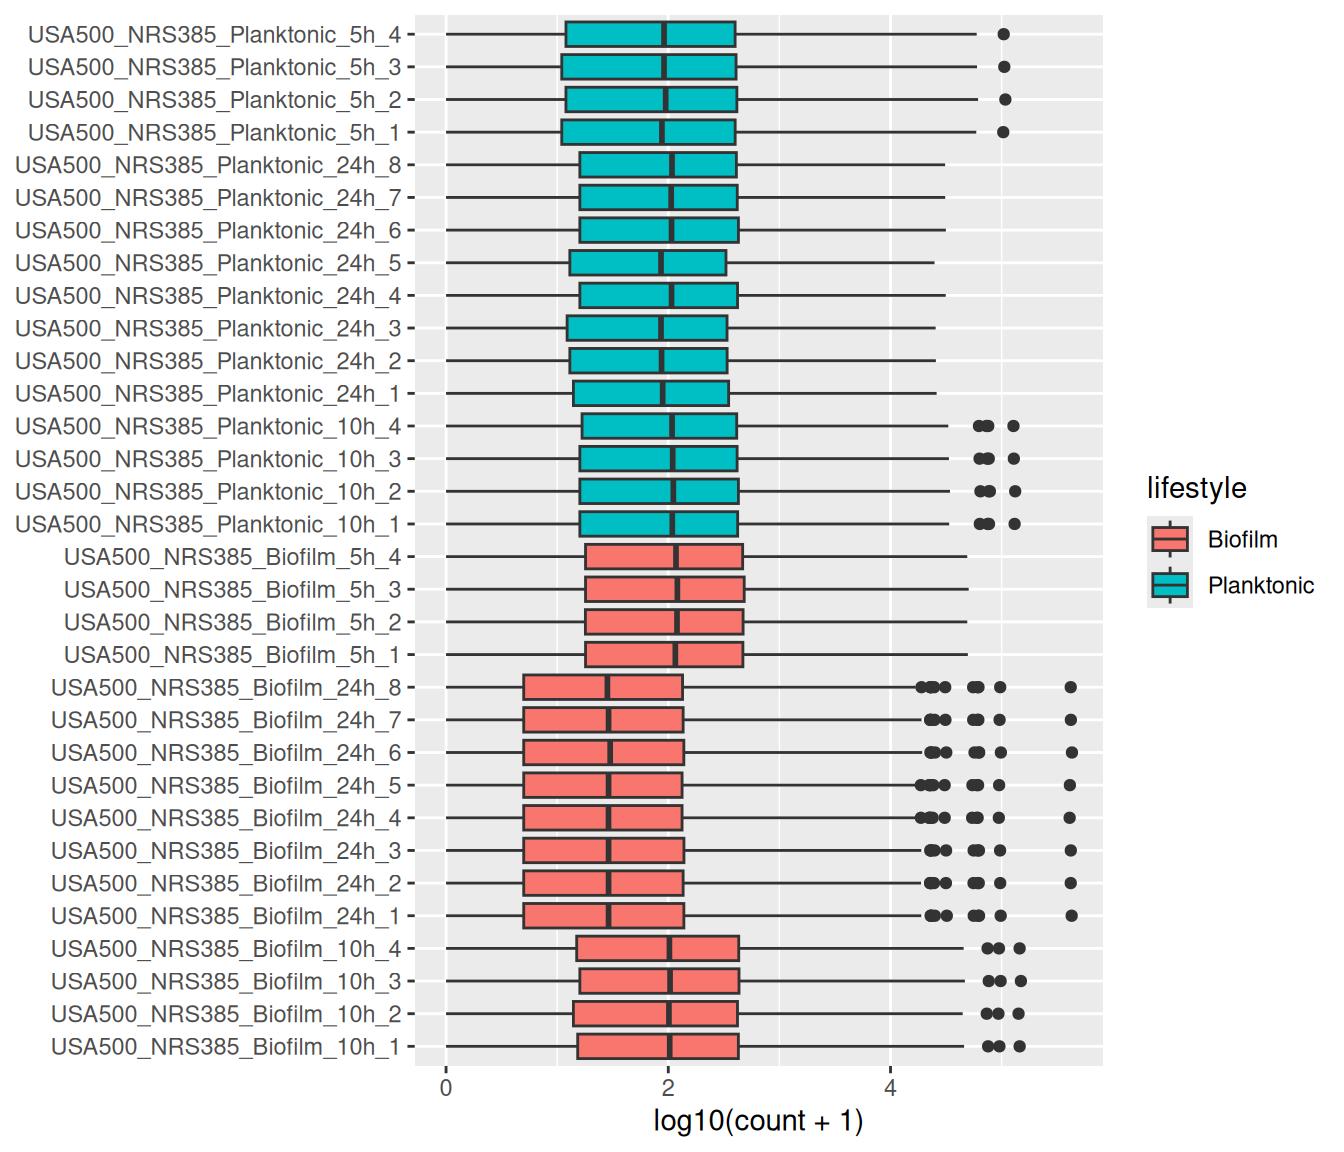 USA500_NRS385_Planktonic_5h_4
USA500_NRS385_Planktonic_5h_3
USA500_NRS385_Planktonic_5h_2
USA500_NRS385_Planktonic_5h_1
USA500_NRS385_Planktonic_24h_8
USA500_NRS385_Planktonic_24h_7
USA500_NRS385_Planktonic_24h_6
USA500_NRS385_Planktonic_24h_5
USA500_NRS385_Planktonic_24h_4
USA500_NRS385_Planktonic_24h_3
USA500_NRS385_Planktonic_24h_2
USA500_NRS385_Planktonic_24h_1
USA500_NRS385_Planktonic_10h_4
USA500_NRS385_Planktonic_10h_3
USA500_NRS385_Planktonic_10h_2
USA500_NRS385_Planktonic_10h_1
USA500_NRS385_Biofilm_5h_4
USA500_NRS385_Biofilm_5h_3
USA500_NRS385_Biofilm_5h_2
USA500_NRS385_Biofilm_5h_1
USA500_NRS385_Biofilm_24h_8
USA500_NRS385_Biofilm_24h_7
USA500_NRS385_Biofilm_24h_6
USA500_NRS385_Biofilm_24h_5
USA500_NRS385_Biofilm_24h_4
USA500_NRS385_Biofilm_24h_3
USA500_NRS385_Biofilm_24h_2
USA500_NRS385_Biofilm_24h_1
USA500_NRS385_Biofilm_10h_4
USA500_NRS385_Biofilm_10h_3
USA500_NRS385_Biofilm_10h_2
USA500_NRS385_Biofilm_10h_1
0 2 4
log10(count + 1)
lifestyle
Biofilm
Planktonic